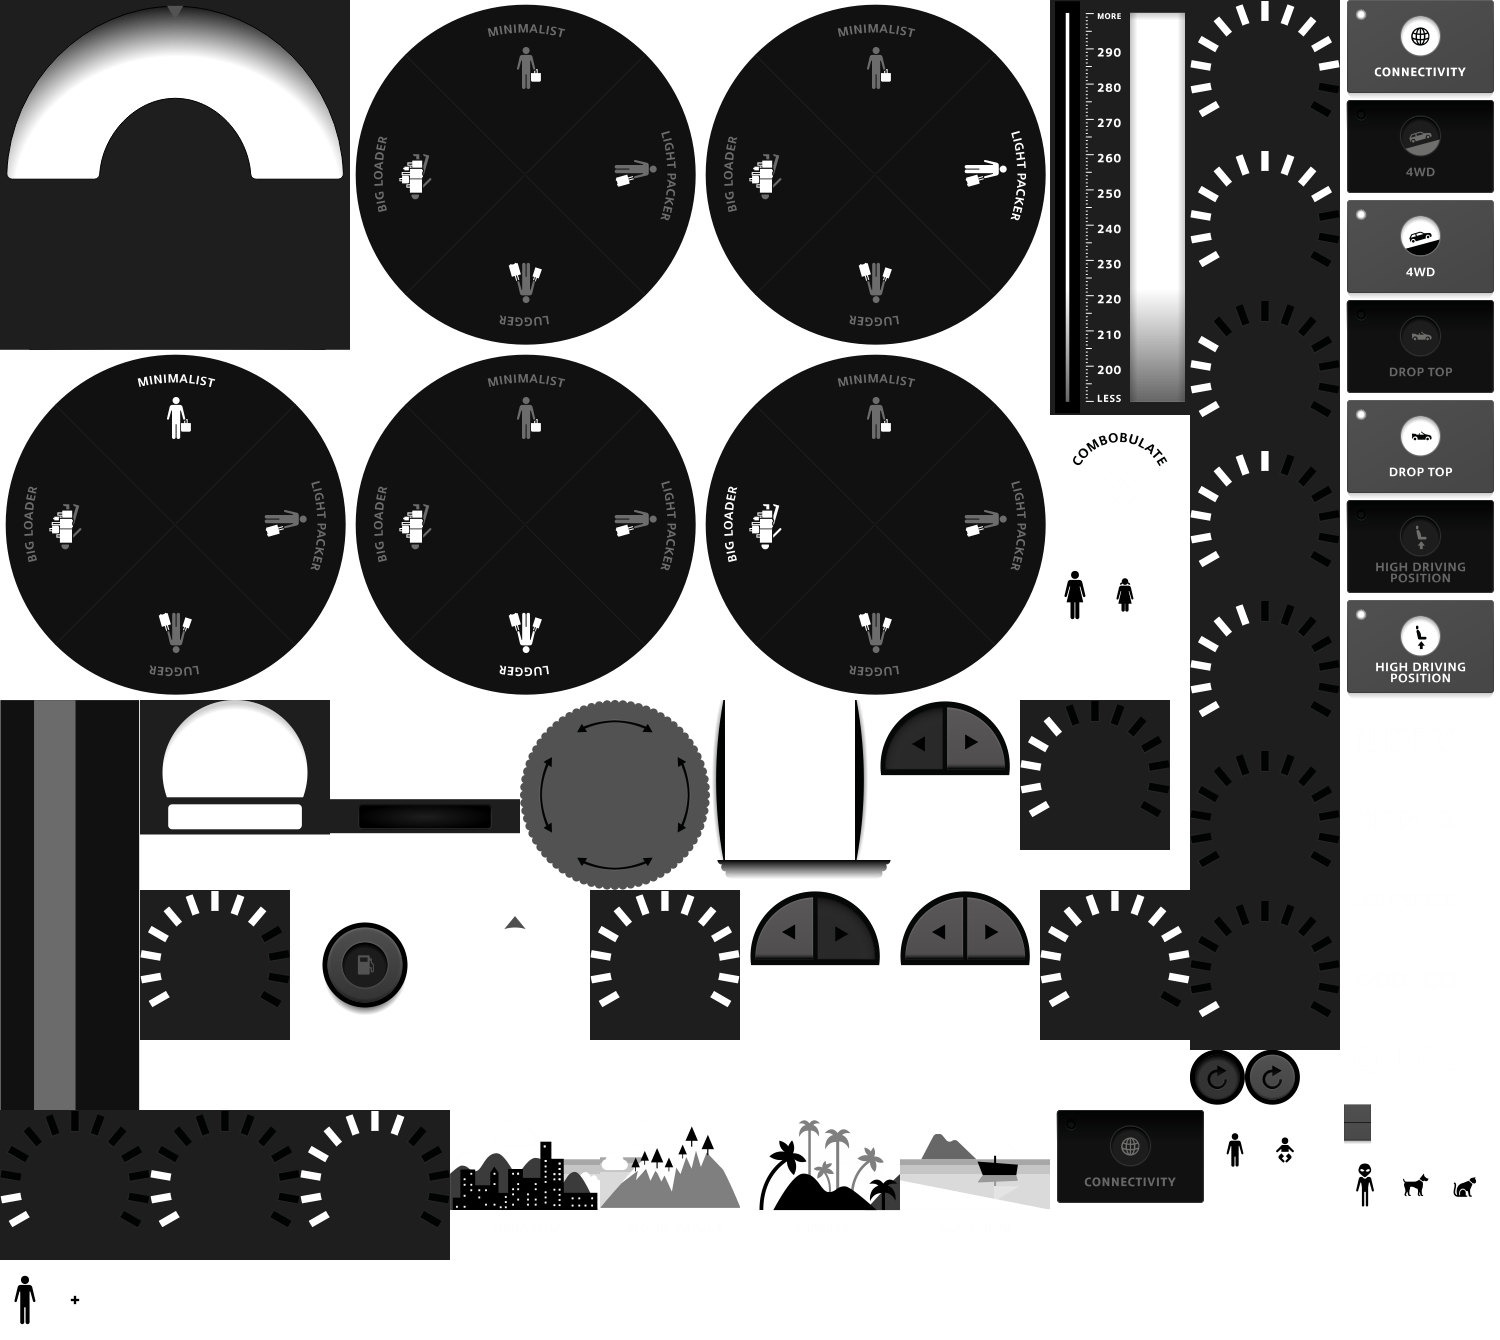 MINIMALIST
LIGHT PACKER
LUGGER
BIG LOADER
MINIMALIST
LIGHT PACKER
LUGGER
BIG LOADER
MORE
290
280
270
260
250
240
230
220
210
200
LESS
CONNECTIVITY
4WD
4WD
DROP TOP
DROP TOP
HIGH DRIVING
POSITION
HIGH DRIVING
POSITION
MINIMALIST
LIGHT PACKER
LUGGER
BIG LOADER
MINIMALIST
LIGHT PACKER
LUGGER
BIG LOADER
MINIMALIST
LIGHT PACKER
LUGGER
BIG LOADER
COMBOBULATE
CONNECTIVITY